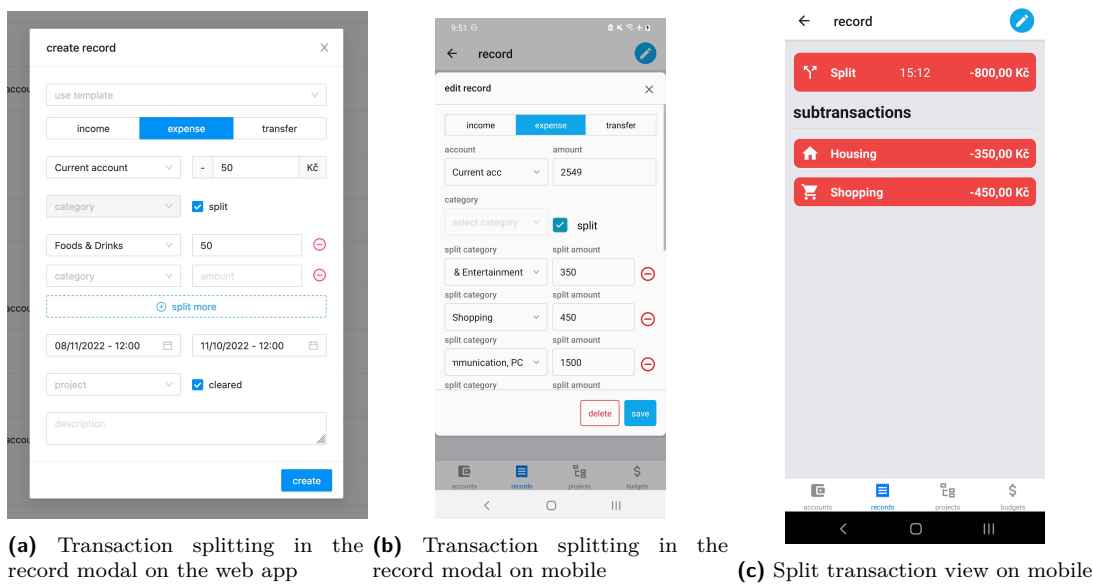 create record
use template
income expense transfer
Current account - 50 Kč
category split
Foods & Drinks 50
category amount
split more
08/11/2022 - 12:00 11/10/2022 - 12:00
project cleared
description
create
(a) Transaction splitting in the
record modal on the web app
9:51
record
edit record
income expense transfer
account amount
Current acc 2549
category
select category split
split category split amount
& Entertainment 350
split category split amount
Shopping 450
split category split amount
nmunication, PC 1500
split category split amount
delete save
accounts records projects budgets
(b) Transaction splitting in the
record modal on mobile
record
Split 15:12 -800,00 Kč
subtransactions
Housing -350,00 Kč
Shopping -450,00 Kč
accounts records projects budgets
(c) Split transaction view on mobile